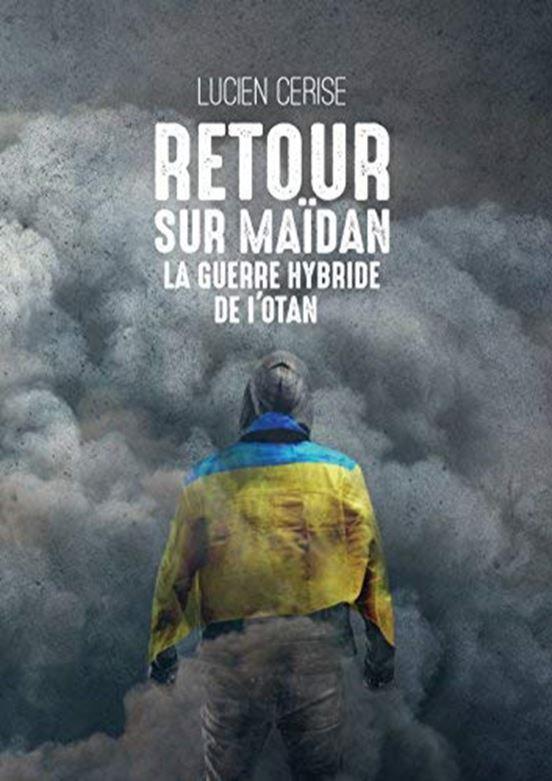 LUCIEN CERISE
RETOUR
SUR MAÏDAN
LA GUERRE HYBRIDE
DE l'OTAN